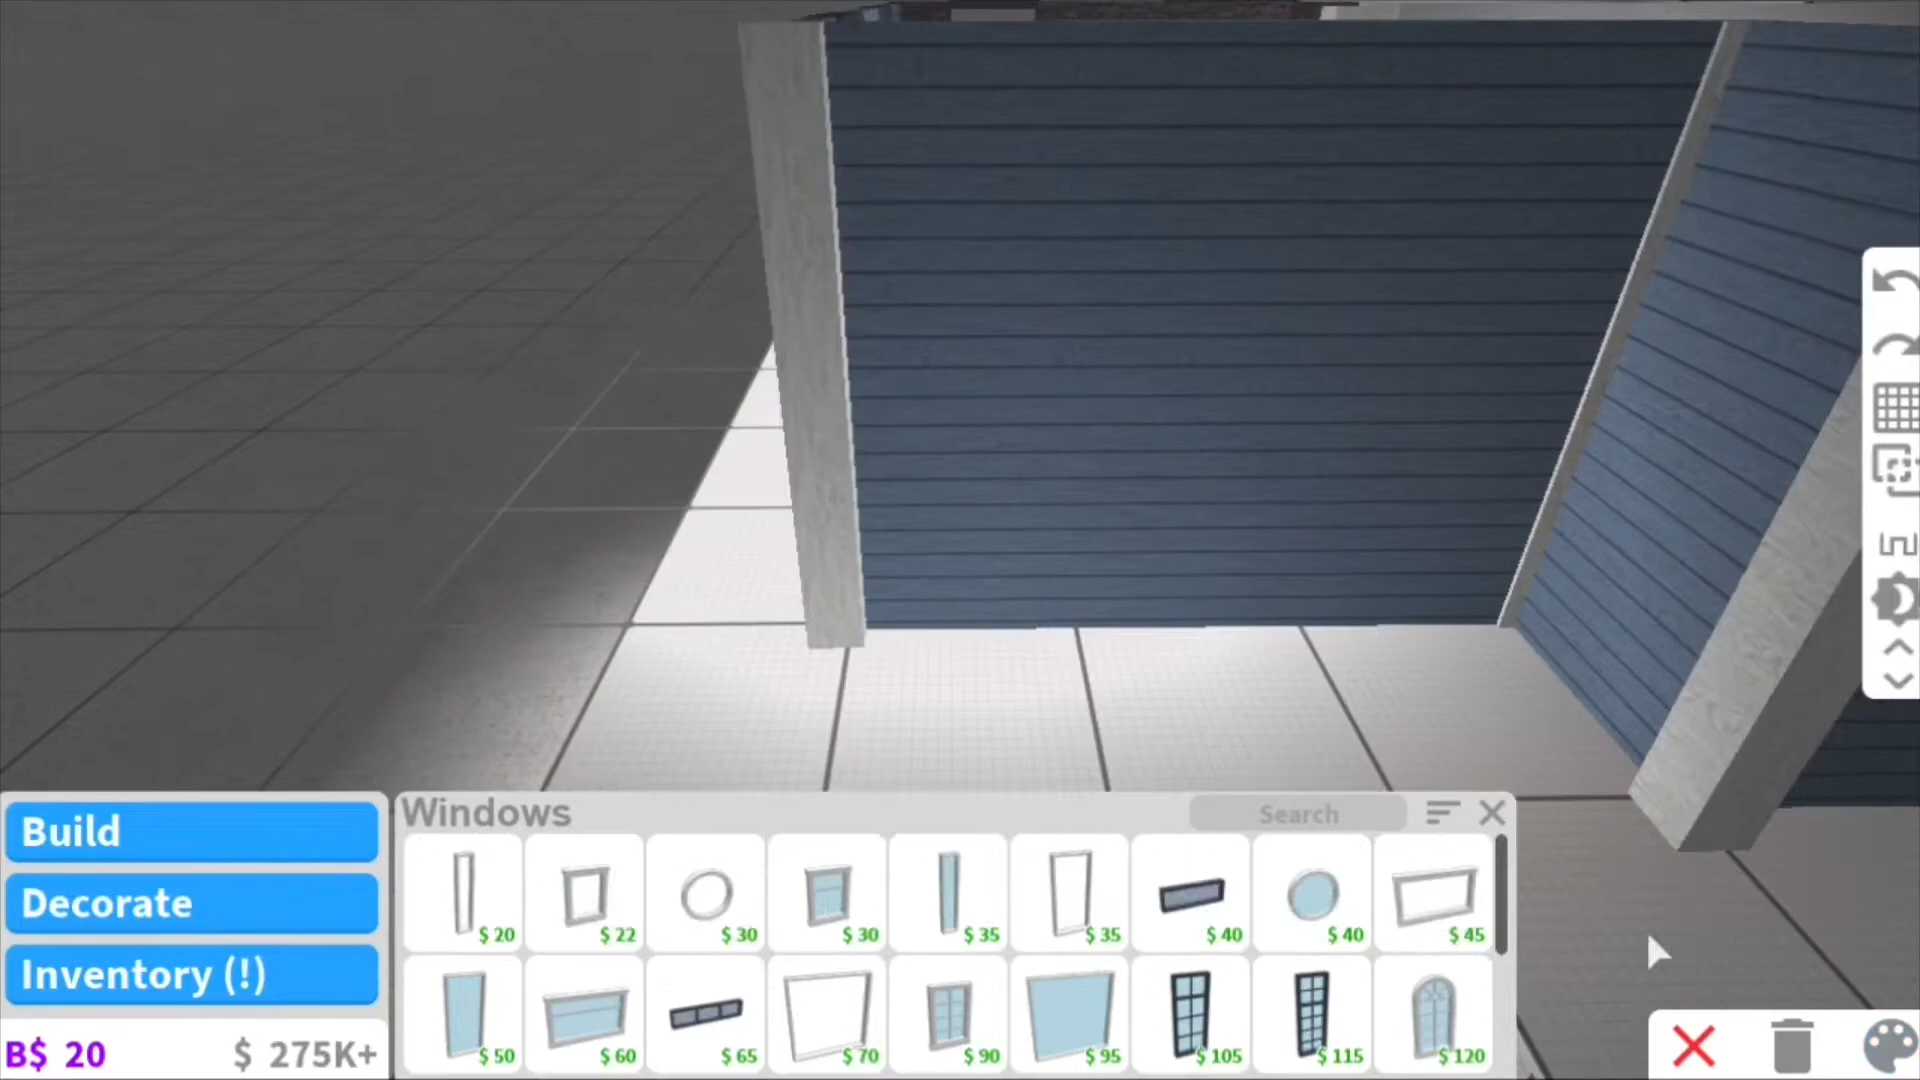 Build
Decorate
Inventory (!)
B$ 20 $ 275K+
Windows Search
$ 20 $ 22 $ 30 $ 30 $ 35 $ 35 $ 40 $ 40 $ 45
$ 50 $ 60 $ 65 $ 70 $ 90 $ 95 $ 105 $ 115 $ 120